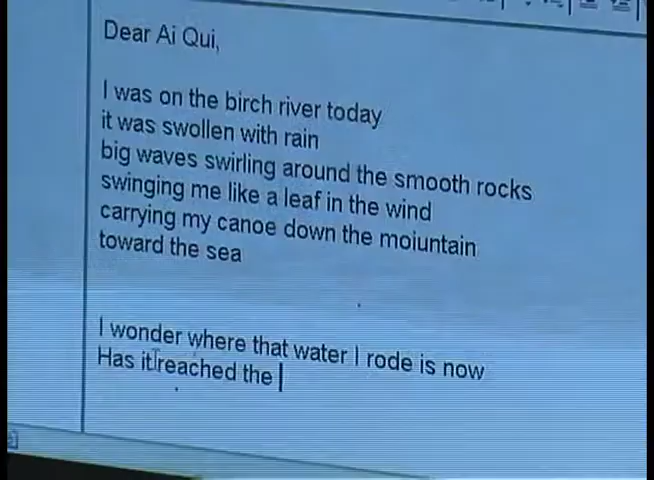 Dear Ai Qui,
I was on the birch river today
it was swollen with rain
big waves swirling around the smooth rocks
swinging me like a leaf in the wind
carrying my canoe down the moiuntain
toward the sea
I wonder where that water I rode is now
Has it reached the